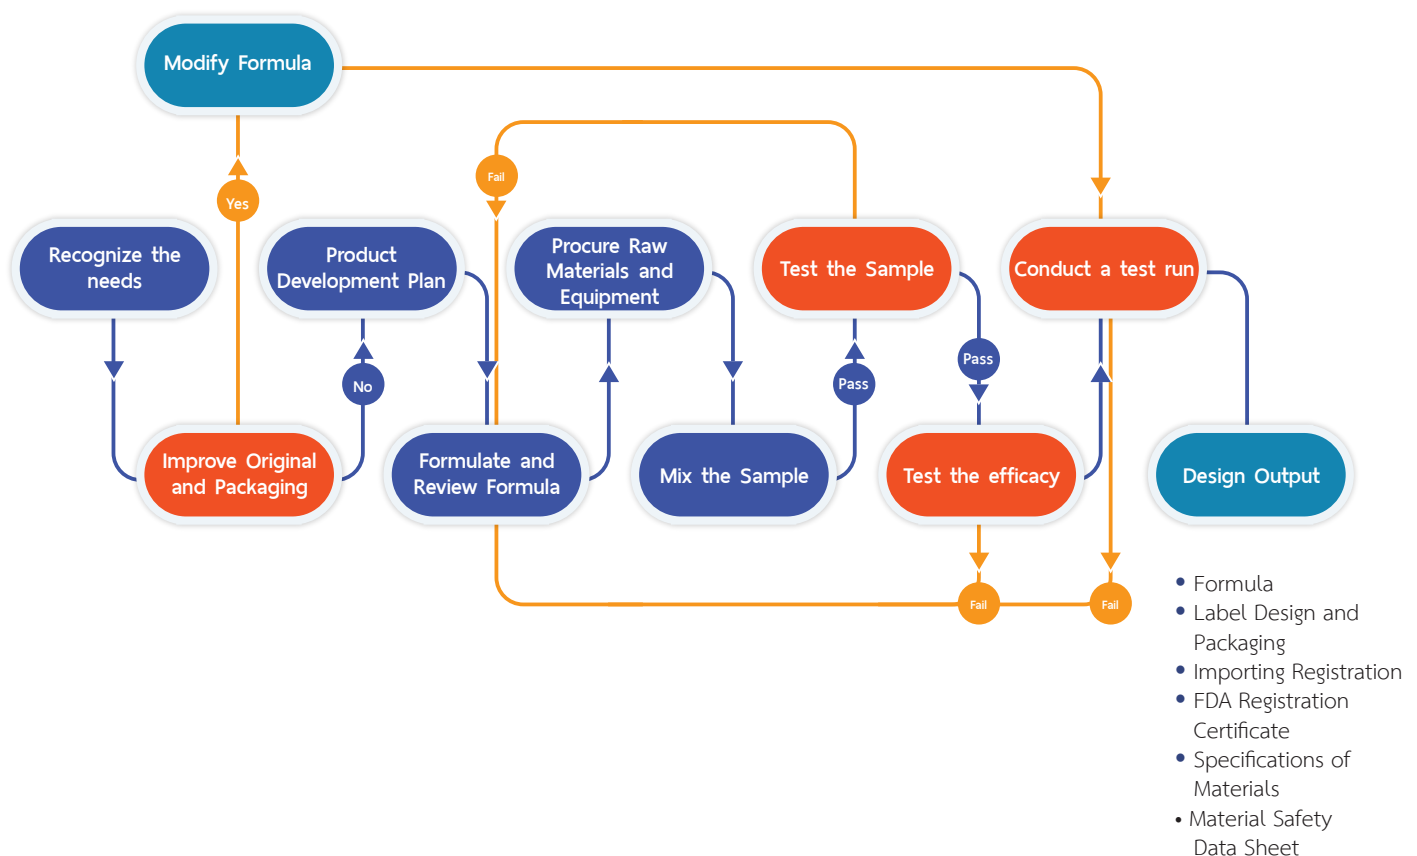 Modify Formula
Fail
Yes
Recognize the
needs
Product
Development Plan
Procure Raw
Materials and
Equipment
Test the Sample
Conduct a test run
Pass
No
Pass
Improve Original
and Packaging
Formulate and
Review Formula
Mix the Sample
Test the efficacy
Design Output
Fail
Fail
• Formula
• Label Design and
Packaging
• Importing Registration
• FDA Registration
Certificate
• Specifications of
Materials
• Material Safety
Data Sheet